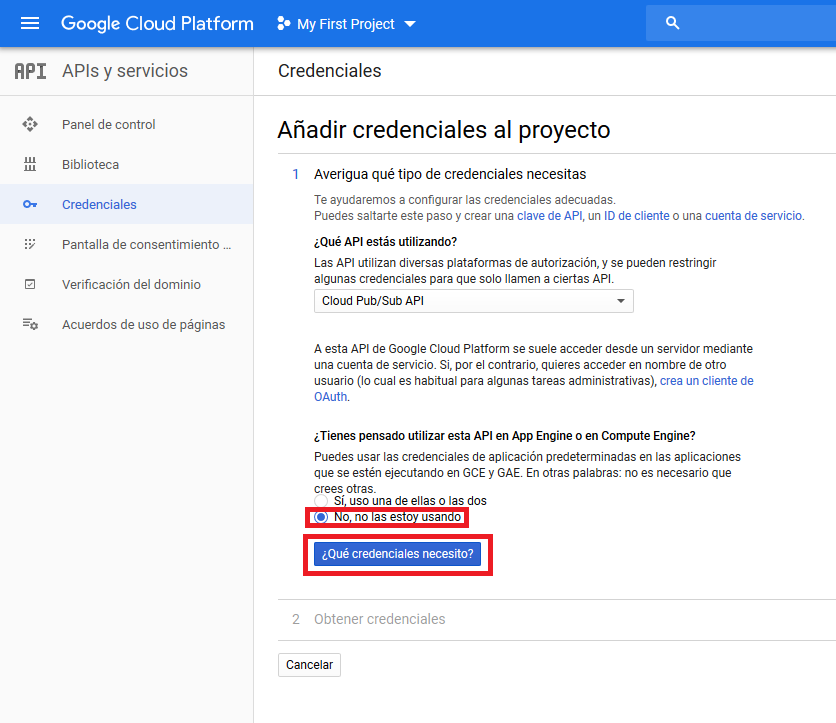 Google Cloud Platform
My First Project
API
APIs y servicios
Credenciales
Panel de control
Biblioteca
Credenciales
Pantalla de consentimiento ...
Verificación del dominio
Acuerdos de uso de páginas
Añadir credenciales al proyecto
1 Averigua qué tipo de credenciales necesitas
Te ayudaremos a configurar las credenciales adecuadas.
Puedes saltarte este paso y crear una clave de API, un ID de cliente o una cuenta de servicio.
¿Qué API estás utilizando?
Las API utilizan diversas plataformas de autorización, y se pueden restringir
algunas credenciales para que solo llamen a ciertas API.
Cloud Pub/Sub API
A esta API de Google Cloud Platform se suele acceder desde un servidor mediante
una cuenta de servicio. Si, por el contrario, quieres acceder en nombre de otro
usuario (lo cual es habitual para algunas tareas administrativas), crea un cliente de
OAuth.
¿Tienes pensado utilizar esta API en App Engine o en Compute Engine?
Puedes usar las credenciales de aplicación predeterminadas en las aplicaciones
que se estén ejecutando en GCE y GAE. En otras palabras: no es necesario que
crees otras.
Sí, uso una de ellas o las dos
No, no las estoy usando
¿Qué credenciales necesito?
2 Obtener credenciales
Cancelar